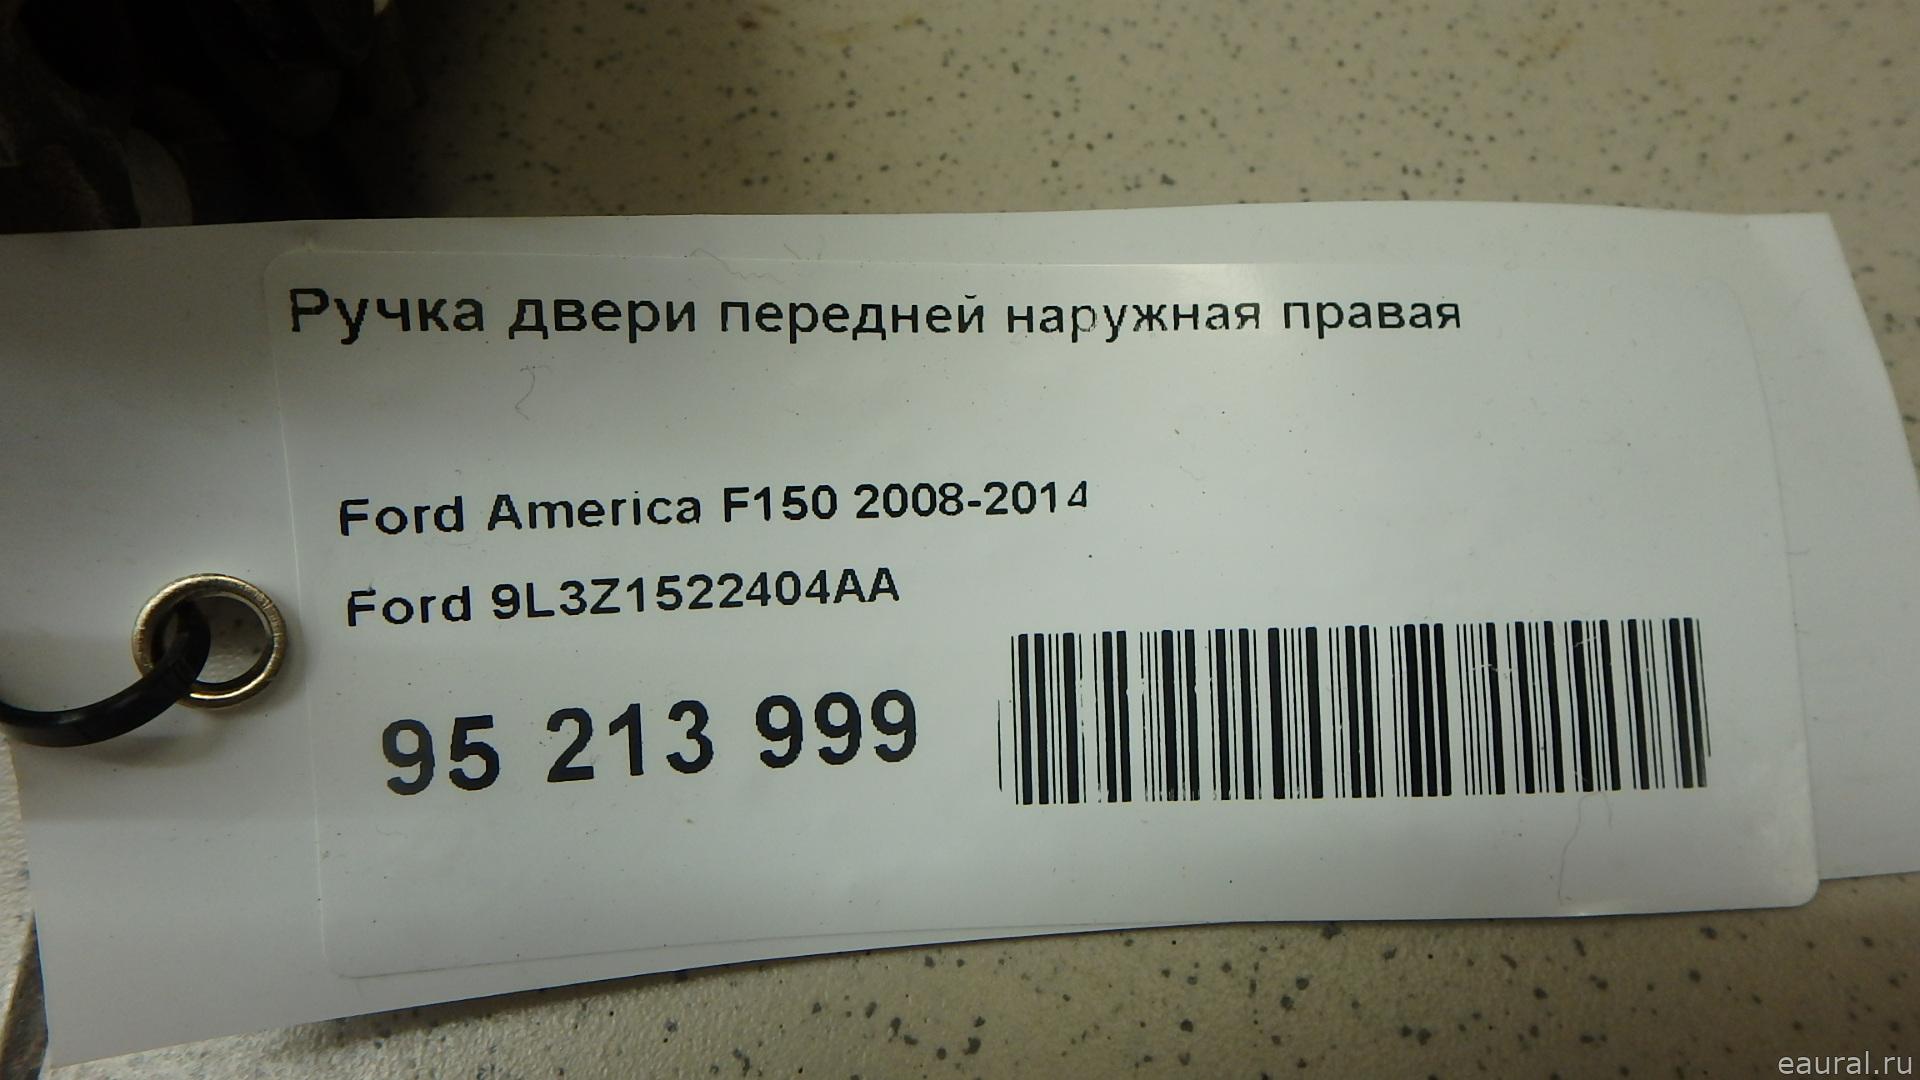 Ручка двери передней наружная правая
Ford America F150 2008-2014
Ford 9L3Z1522404AA
95 213 999
eaural.ru